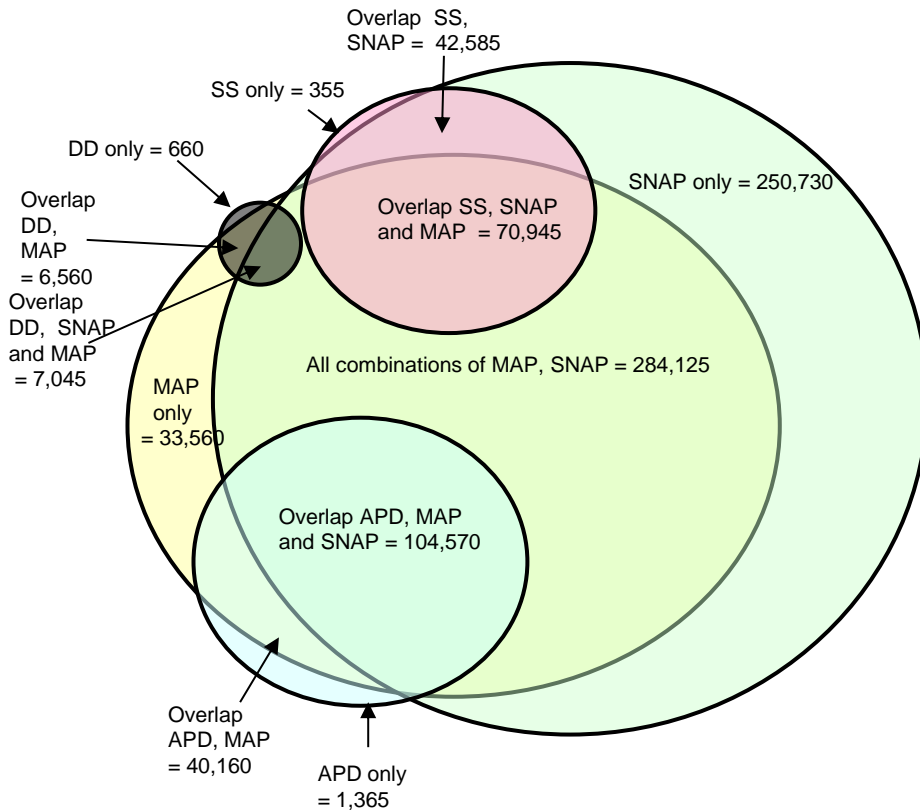 Overlap SS,
SNAP = 42,585
SS only = 355
DD only = 660
Overlap
DD,
MAP
= 6,560
Overlap
DD, SNAP
and MAP
= 7,045
SNAP only = 250,730
Overlap SS, SNAP
and MAP = 70,945
All combinations of MAP, SNAP = 284,125
MAP
only
= 33,560
Overlap APD, MAP
and SNAP = 104,570
Overlap
APD, MAP
= 40,160
APD only
= 1,365